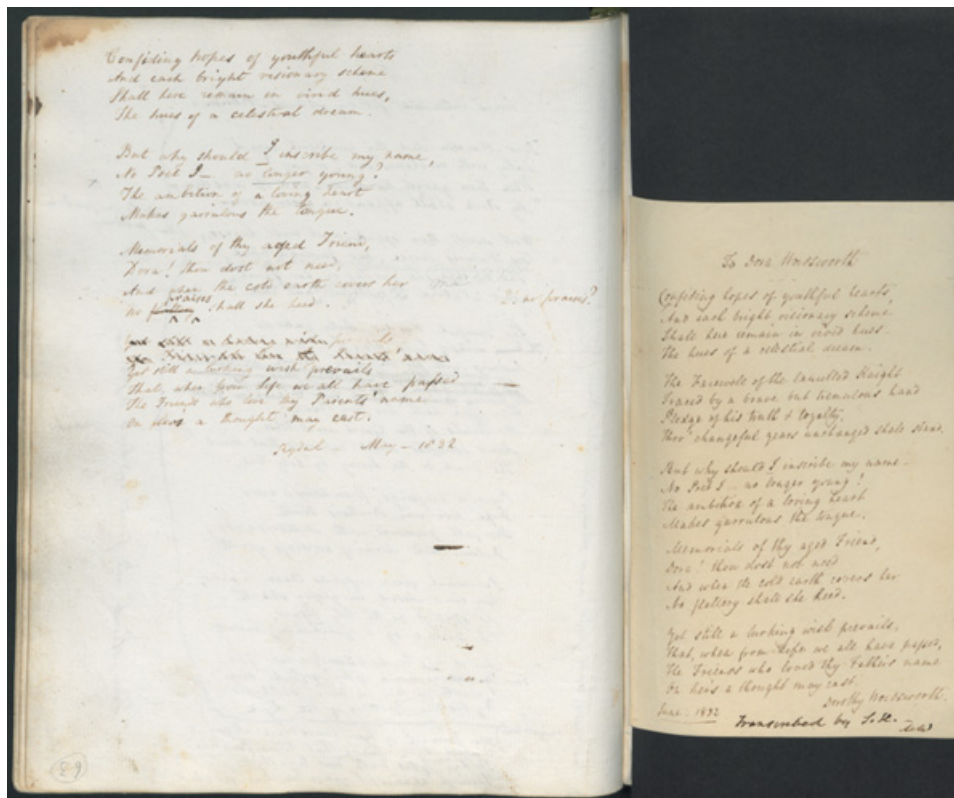 Confiding hopes of youthful hearts
And each bright visionary scheme
Shall here remain in vivid hues,
The hues of a celestial dream.
But why should I inscribe my name,
No Poet I — no longer young?
The ambition of a loving heart
Makes garrulous the tongue.
Memorials of thy aged Friend,
Dora! thou dost not need,
And when the cold earth covers her
praises
No shall she heed.
?! no praises?
Yet still a lurking wish prevails
That, when from Life we all have passed
The Friends who love thy Parents' name
On her's a thought may cast.
Rydal — May — 1832
63
To Dora Wordsworth
Confiding hopes of youthful hearts,
And each bright visionary scheme
Shall here remain in vivid hues.
The hues of a celestial dream.
The Farewell of the Laurelled Knight
Traced by a brave but tremulous hand
Pledge of his truth & loyalty,
Thro' changeful years unchanged shall stand.
But why should I inscribe my name —
No Poet I — no longer young?
The ambition of a loving heart
Makes garrulous the tongue.
Memorials of thy aged Friend,
Dora! thou dost not need
And when the cold earth covers her
No flattery shall she heed.
Yet still a lurking wish prevails,
That, when from Life we all have passed,
The Friends who loved thy Father's name
On her's a thought may cast.
Dorothy Wordsworth.
June. 1832
Transcribed by S.H. —